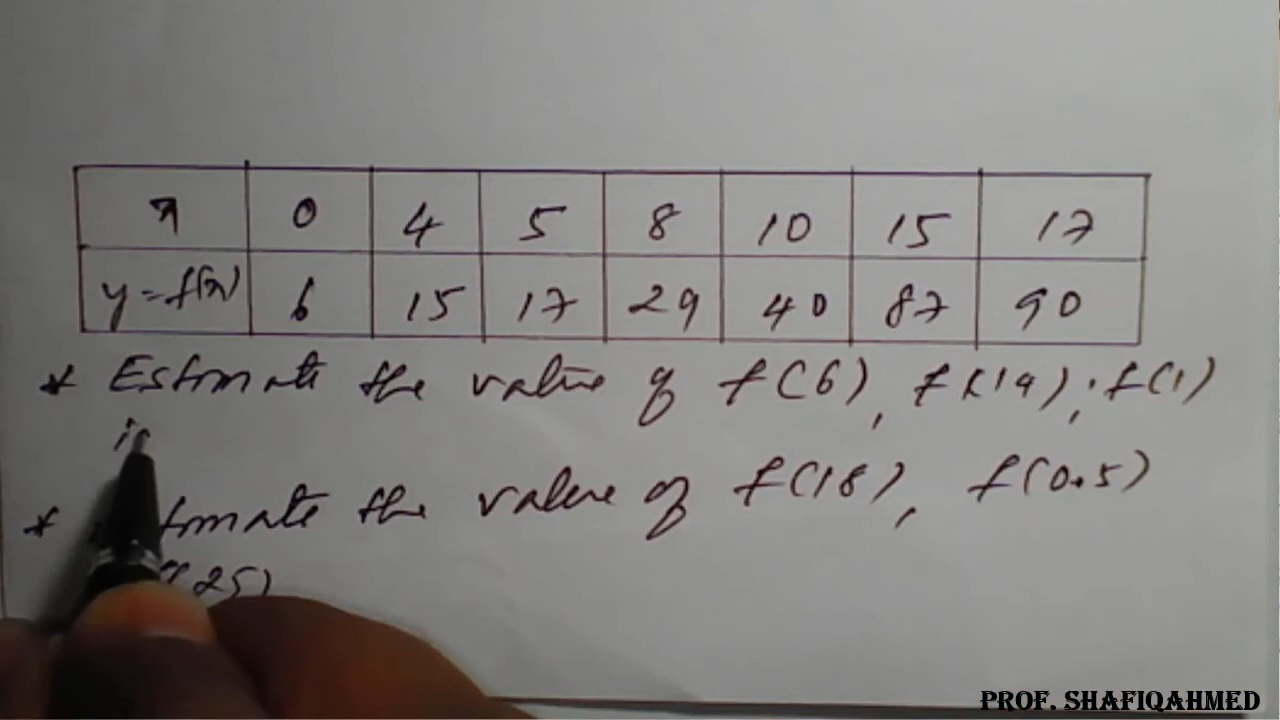 x 0 4 5 8 10 15 17
y=f(x) 6 15 17 29 40 87 90
* Estimate the value of f(6), f(14), f(1)
* the value of f(18), f(0.5)
25)
PROF. SHAFIQAHMED